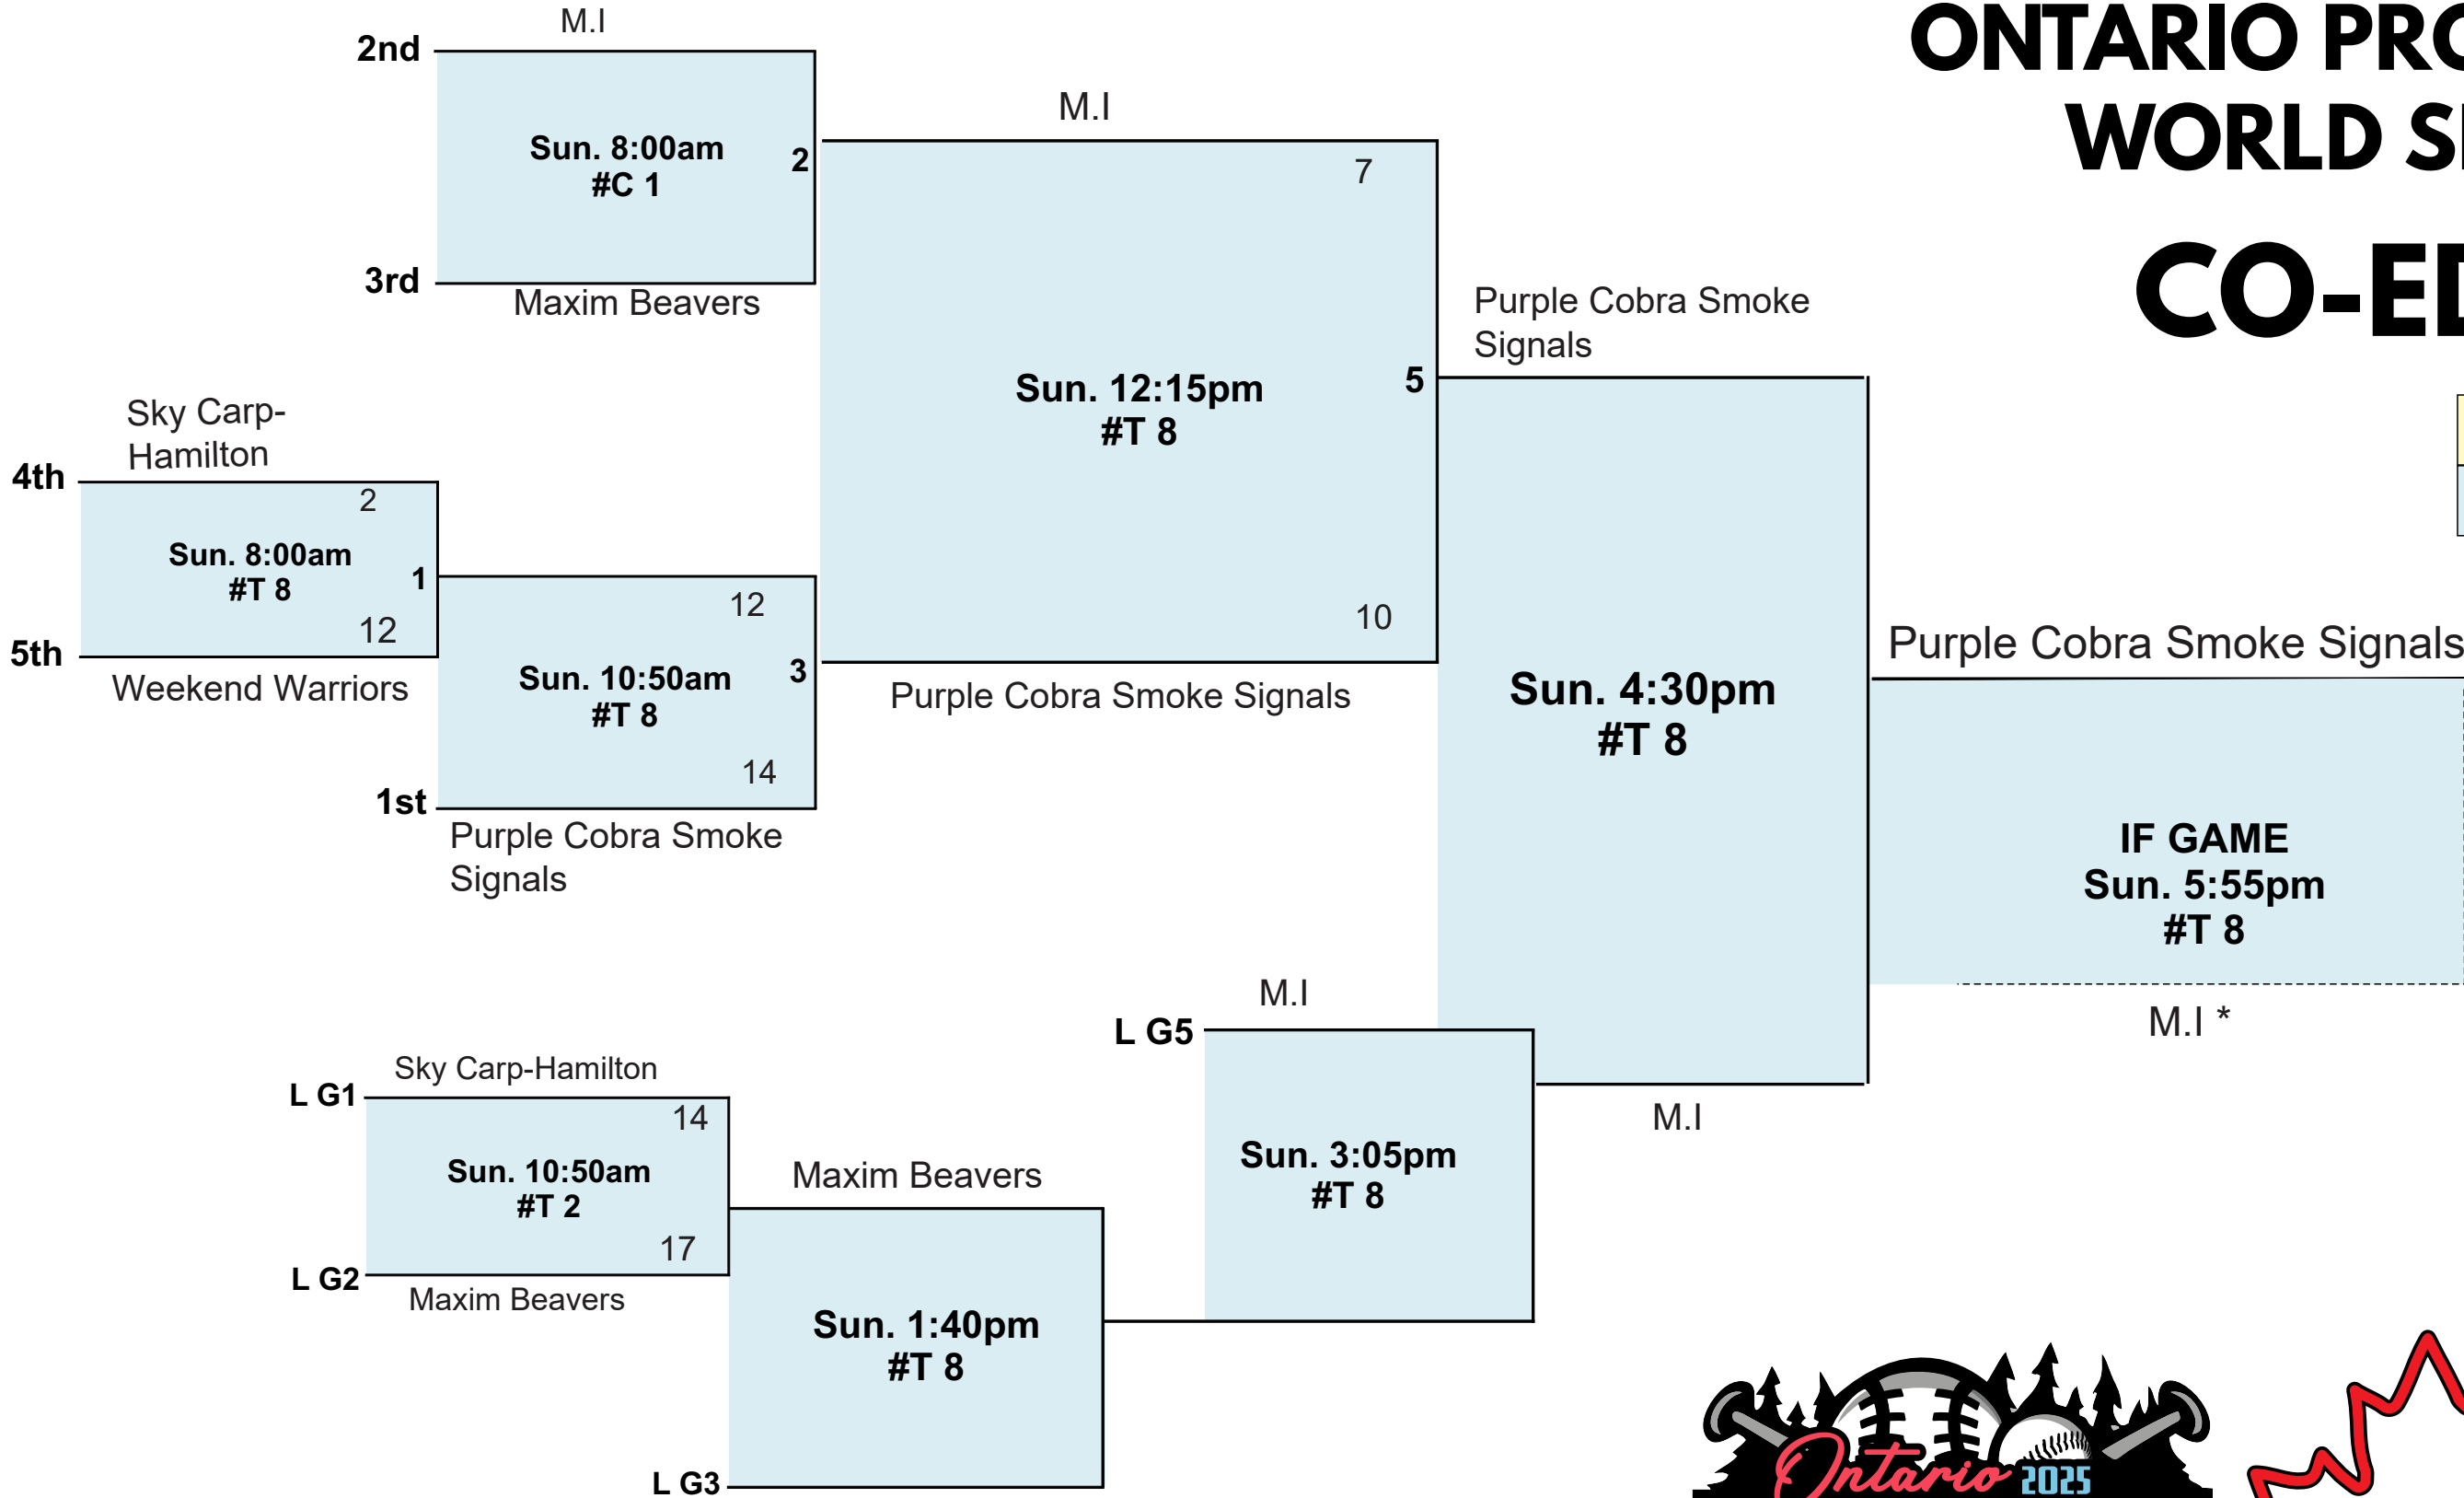 M.I
2nd
Sun. 8:00am
#C 1
2
3rd
Maxim Beavers
M.I
7
Sun. 12:15pm
#T 8
5
10
Purple Cobra Smoke Signals
Sky Carp-
Hamilton
4th
2
Sun. 8:00am
#T 8
1
12
5th
Weekend Warriors
12
Sun. 10:50am
#T 8
3
14
1st
Purple Cobra Smoke
Signals
Purple Cobra Smoke
Signals
Sun. 4:30pm
#T 8
M.I
Purple Cobra Smoke Signals
IF GAME
Sun. 5:55pm
#T 8
M.I *
M.I
L G5
Sun. 3:05pm
#T 8
Sky Carp-Hamilton
L G1
14
Sun. 10:50am
#T 2
17
L G2
Maxim Beavers
Maxim Beavers
Sun. 1:40pm
#T 8
L G3
ONTARIO
WORLD
CO-ED
Ontario 2025